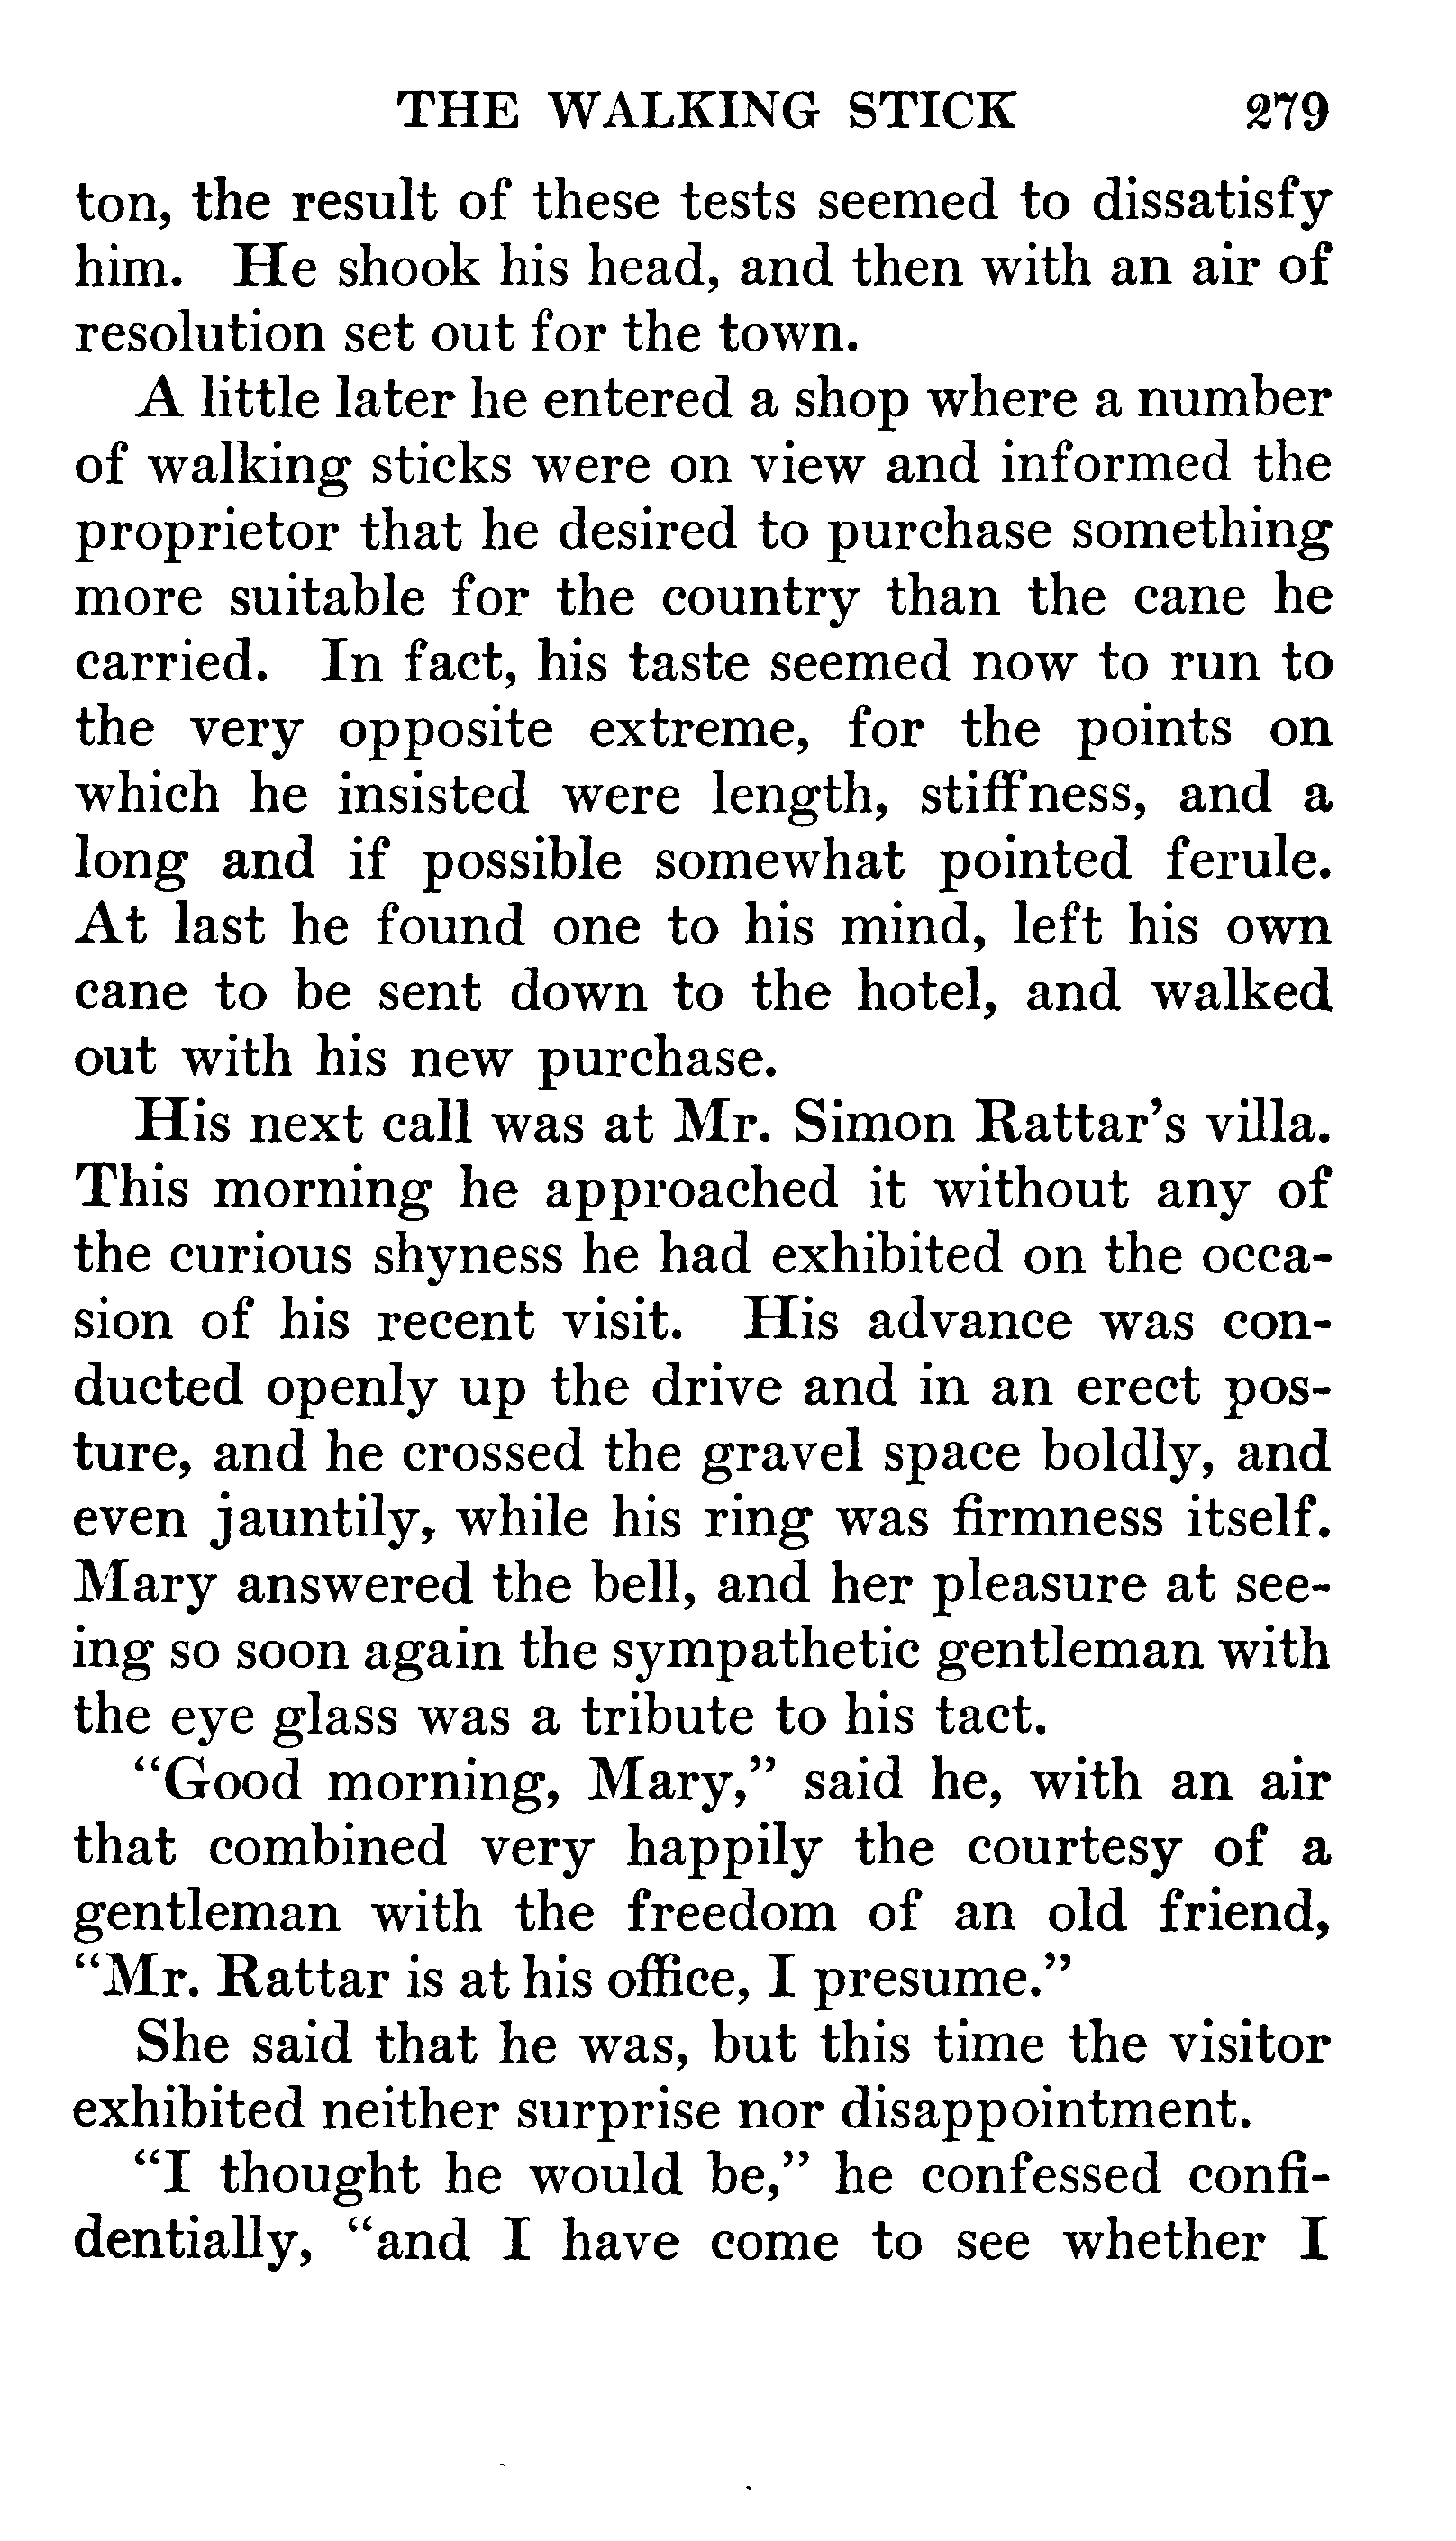 THE WALKING STICK 279
ton, the result of these tests seemed to dissatisfy
him. He shook his head, and then with an air of
resolution set out for the town.
A little later he entered a shop where a number
of walking sticks were on view and informed the
proprietor that he desired to purchase something
more suitable for the country than the cane he
carried. In fact, his taste seemed now to run to
the very opposite extreme, for the points on
which he insisted were length, stiffness, and a
long and if possible somewhat pointed ferule.
At last he found one to his mind, left his own
cane to be sent down to the hotel, and walked
out with his new purchase.
His next call was at Mr. Simon Rattar's villa.
This morning he approached it without any of
the curious shyness he had exhibited on the occa-
sion of his recent visit. His advance was con-
ducted openly up the drive and in an erect pos-
ture, and he crossed the gravel space boldly, and
even jauntily, while his ring was firmness itself.
Mary answered the bell, and her pleasure at see-
ing so soon again the sympathetic gentleman with
the eye glass was a tribute to his tact.
"Good morning, Mary," said he, with an air
that combined very happily the courtesy of a
gentleman with the freedom of an old friend,
"Mr. Rattar is at his office, I presume."
She said that he was, but this time the visitor
exhibited neither surprise nor disappointment.
"I thought he would be," he confessed confi-
dentially, "and I have come to see whether I